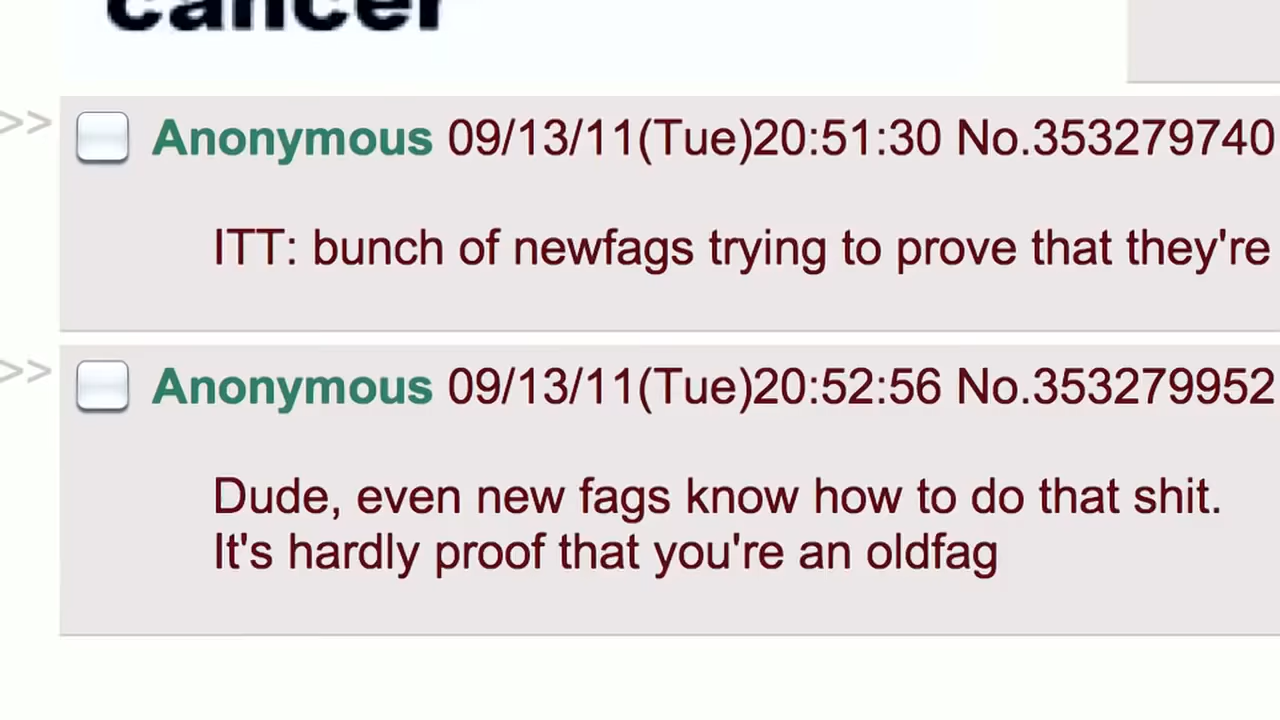 cancer
>> Anonymous 09/13/11(Tue)20:51:30 No.353279740
ITT: bunch of newfags trying to prove that they're
>> Anonymous 09/13/11(Tue)20:52:56 No.353279952
Dude, even new fags know how to do that shit.
It's hardly proof that you're an oldfag